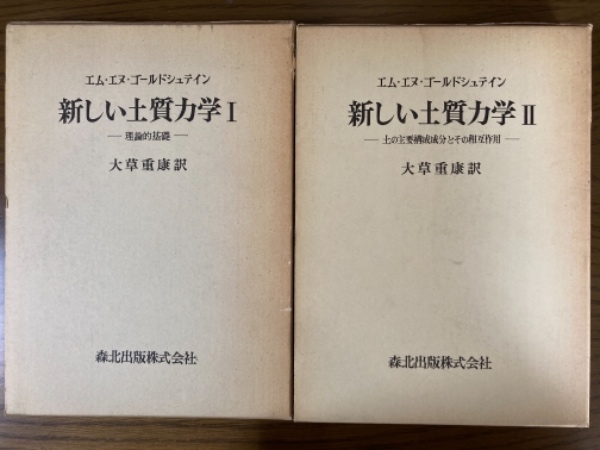 エム・エヌ・ゴールドシュテイン
新しい土質力学 I
― 理論的基礎 ―
大草重康訳
森北出版株式会社
エム・エヌ・ゴールドシュテイン
新しい土質力学 II
― 土の主要構成成分とその相互作用 ―
大草重康訳
森北出版株式会社